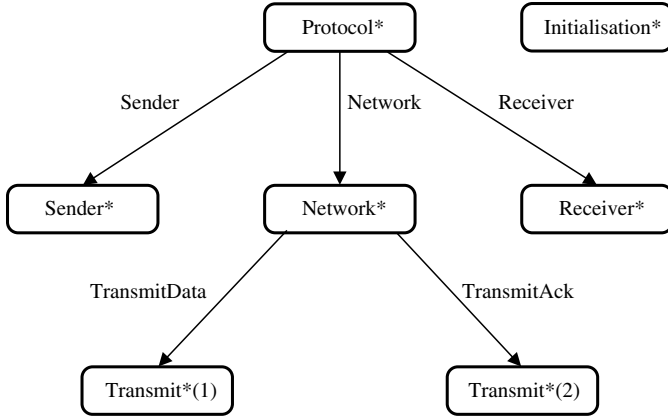 Protocol*
Initialisation*
Sender
Network
Receiver
Sender*
Network*
Receiver*
TransmitData
TransmitAck
Transmit*(1)
Transmit*(2)